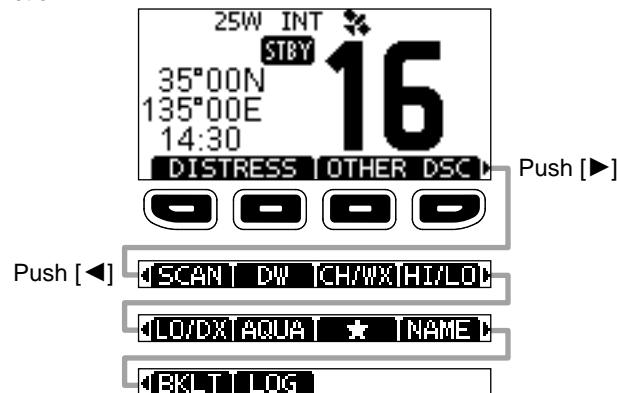 25W INT
STBY
16
35°00N
135°00E
14:30
DISTRESS OTHER DSC
Push [▶]
Push [◀]
SCAN DW CH/WX HI/LO
LO/DX AQUA ★ NAME
BKLT LOG